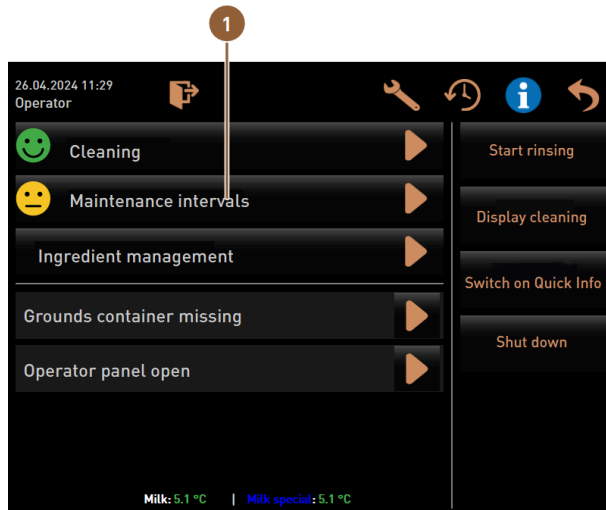 1
26.04.2024 11:29
Operator
Cleaning
Maintenance intervals
Ingredient management
Grounds container missing
Operator panel open
Start rinsing
Display cleaning
Switch on Quick Info
Shut down
Milk: 5.1 °C | Milk special: 5.1 °C